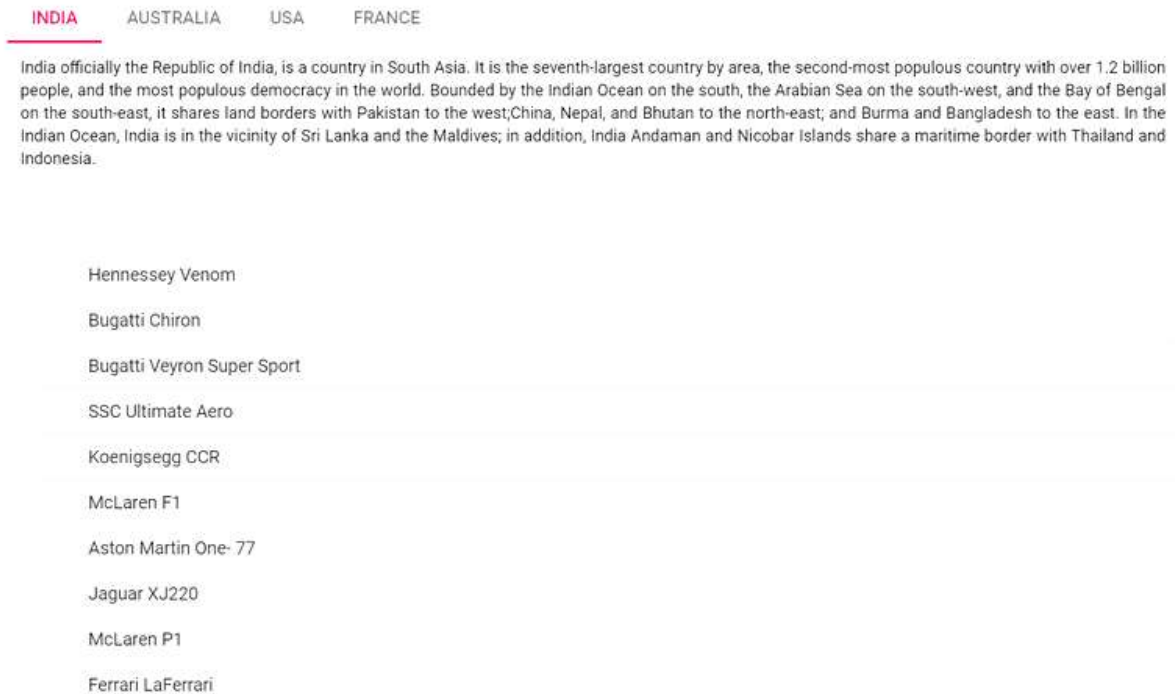 INDIA AUSTRALIA USA FRANCE
India officially the Republic of India, is a country in South Asia. It is the seventh-largest country by area, the second-most populous country with over 1.2 billion
people, and the most populous democracy in the world. Bounded by the Indian Ocean on the south, the Arabian Sea on the south-west, and the Bay of Bengal
on the south-east, it shares land borders with Pakistan to the west;China, Nepal, and Bhutan to the north-east; and Burma and Bangladesh to the east. In the
Indian Ocean, India is in the vicinity of Sri Lanka and the Maldives; in addition, India Andaman and Nicobar Islands share a maritime border with Thailand and
Indonesia.
Hennessey Venom
Bugatti Chiron
Bugatti Veyron Super Sport
SSC Ultimate Aero
Koenigsegg CCR
McLaren F1
Aston Martin One- 77
Jaguar XJ220
McLaren P1
Ferrari LaFerrari